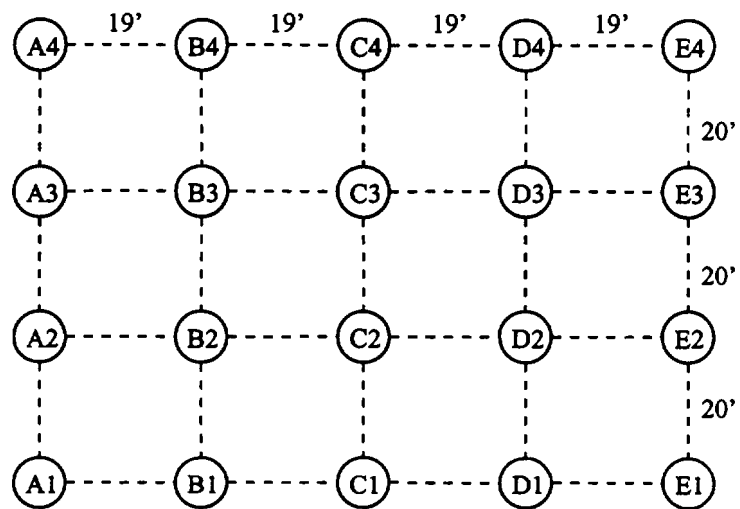 19’ 19’ 19’ 19’
A4 B4 C4 D4 E4
20’
A3 B3 C3 D3 E3
20’
A2 B2 C2 D2 E2
20’
A1 B1 C1 D1 E1